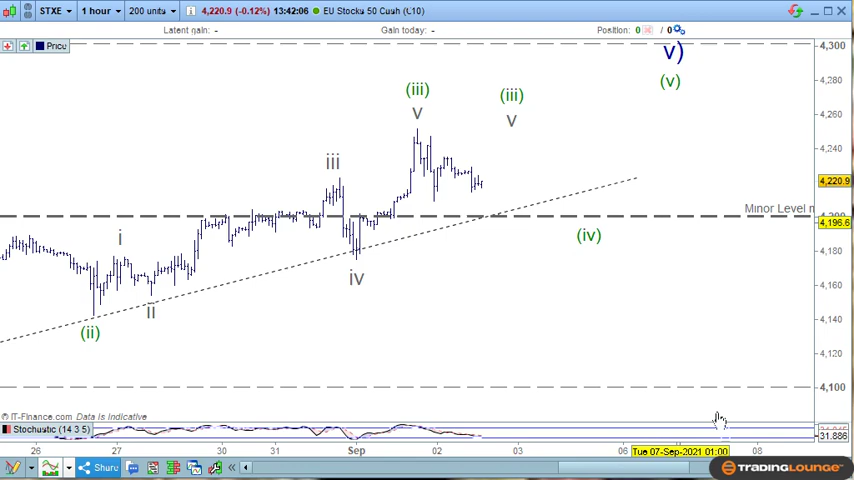 STXE 1 hour 200 units 4,220.9 (-0.12%) 13:42:06 EU Stocks 50 Cash (€10)
Latent gain: - Gain today: - Position: 0 / 0
Price
4,300
v)
(v)
4,280
(iii) (iii)
4,260
v v
4,240
iii
4,220.9
Minor Level
4,196.6
i (iv)
4,180
iv
4,160
ii
4,140
(ii)
4,120
4,100
© IT-Finance.com Data is Indicative
Stochastic (14 3 5)
31.886
26 27 30 31 Sep 02 03 06 Tue 07-Sep-2021 01:00 08
Share
TRADINGLOUNGE